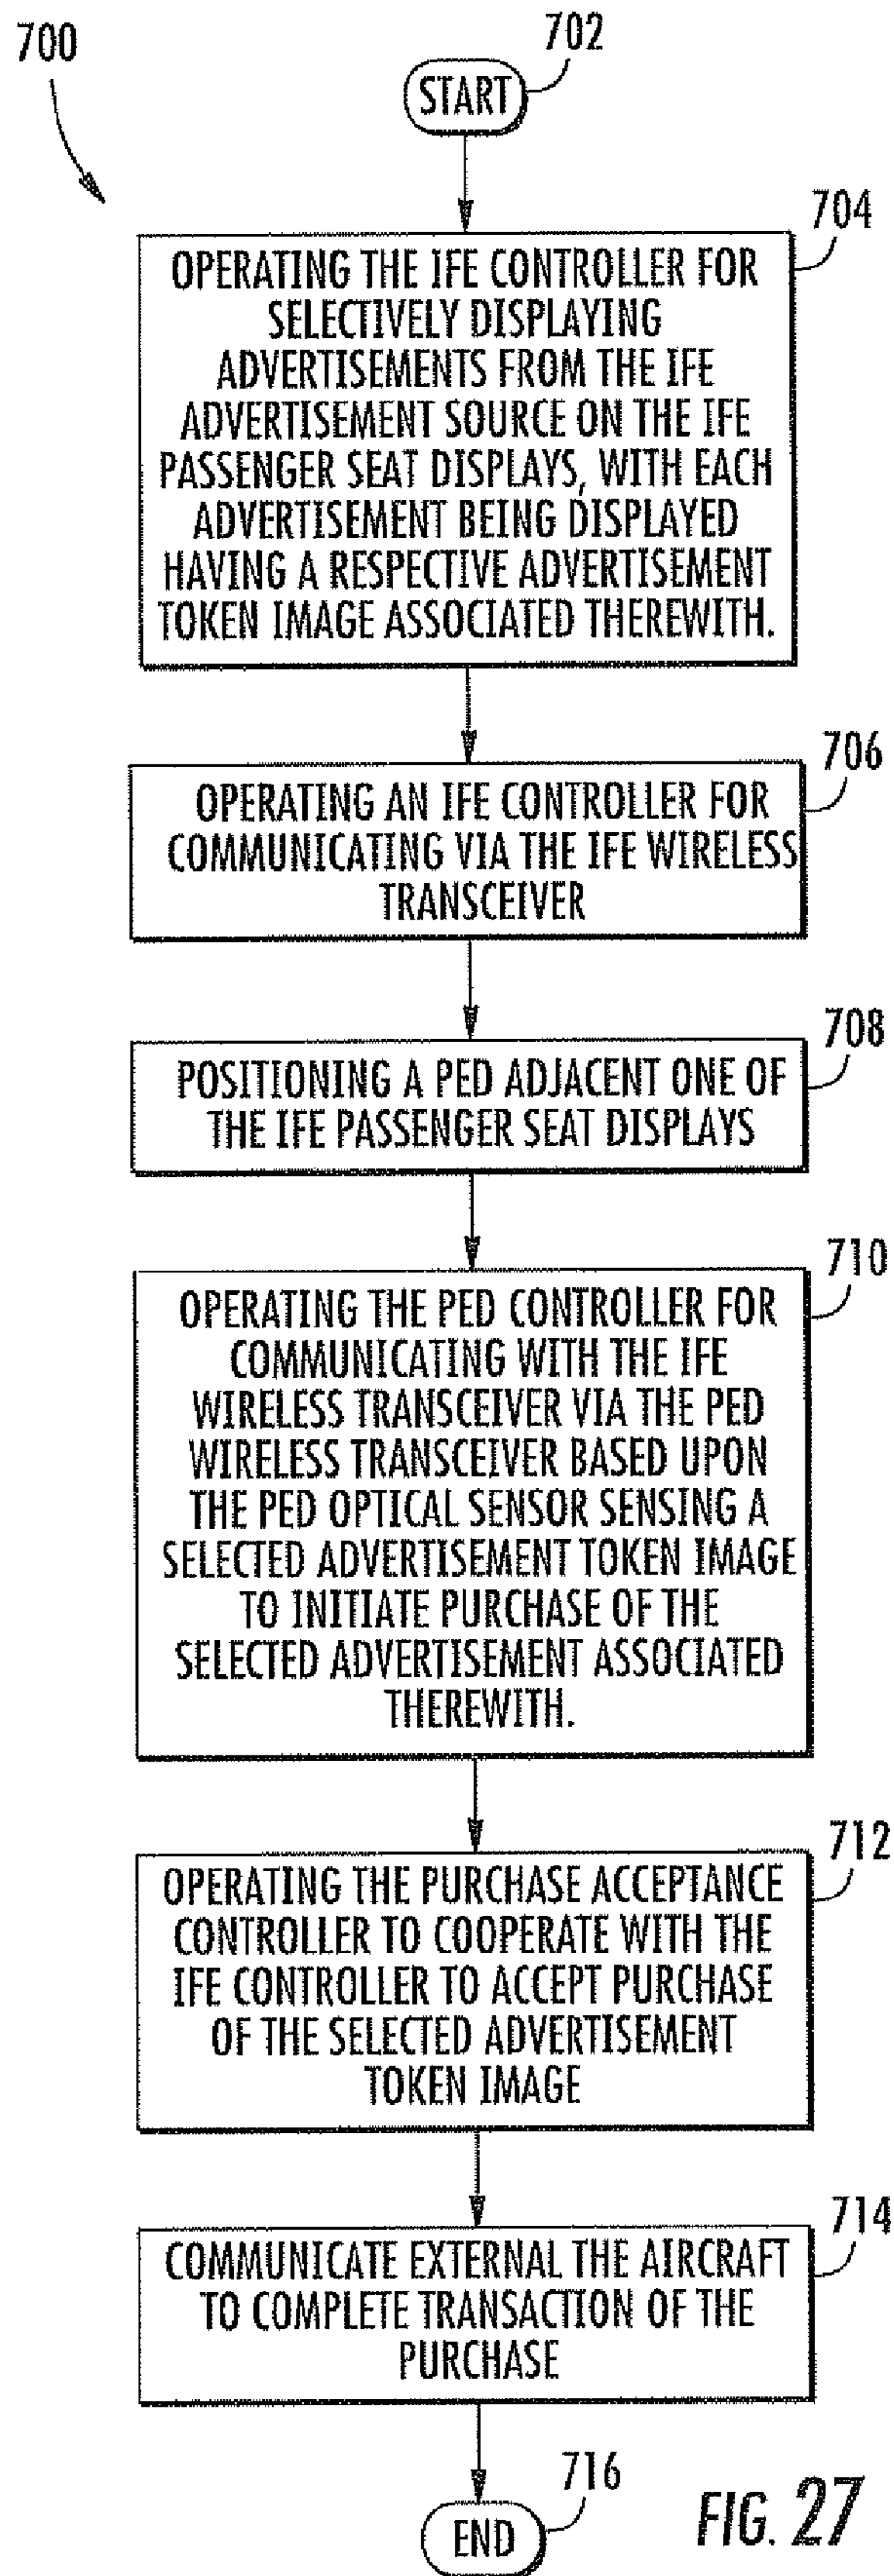 700
702
START
704
OPERATING THE IFE CONTROLLER FOR
SELECTIVELY DISPLAYING
ADVERTISEMENTS FROM THE IFE
ADVERTISEMENT SOURCE ON THE IFE
PASSENGER SEAT DISPLAYS, WITH EACH
ADVERTISEMENT BEING DISPLAYED
HAVING A RESPECTIVE ADVERTISEMENT
TOKEN IMAGE ASSOCIATED THEREWITH.
706
OPERATING AN IFE CONTROLLER FOR
COMMUNICATING VIA THE IFE WIRELESS
TRANSCEIVER
708
POSITIONING A PED ADJACENT ONE OF
THE IFE PASSENGER SEAT DISPLAYS
710
OPERATING THE PED CONTROLLER FOR
COMMUNICATING WITH THE IFE
WIRELESS TRANSCEIVER VIA THE PED
WIRELESS TRANSCEIVER BASED UPON
THE PED OPTICAL SENSOR SENSING A
SELECTED ADVERTISEMENT TOKEN IMAGE
TO INITIATE PURCHASE OF THE
SELECTED ADVERTISEMENT ASSOCIATED
THEREWITH.
712
OPERATING THE PURCHASE ACCEPTANCE
CONTROLLER TO COOPERATE WITH THE
IFE CONTROLLER TO ACCEPT PURCHASE
OF THE SELECTED ADVERTISEMENT
TOKEN IMAGE
714
COMMUNICATE EXTERNAL THE AIRCRAFT
TO COMPLETE TRANSACTION OF THE
PURCHASE
716
END
FIG. 27